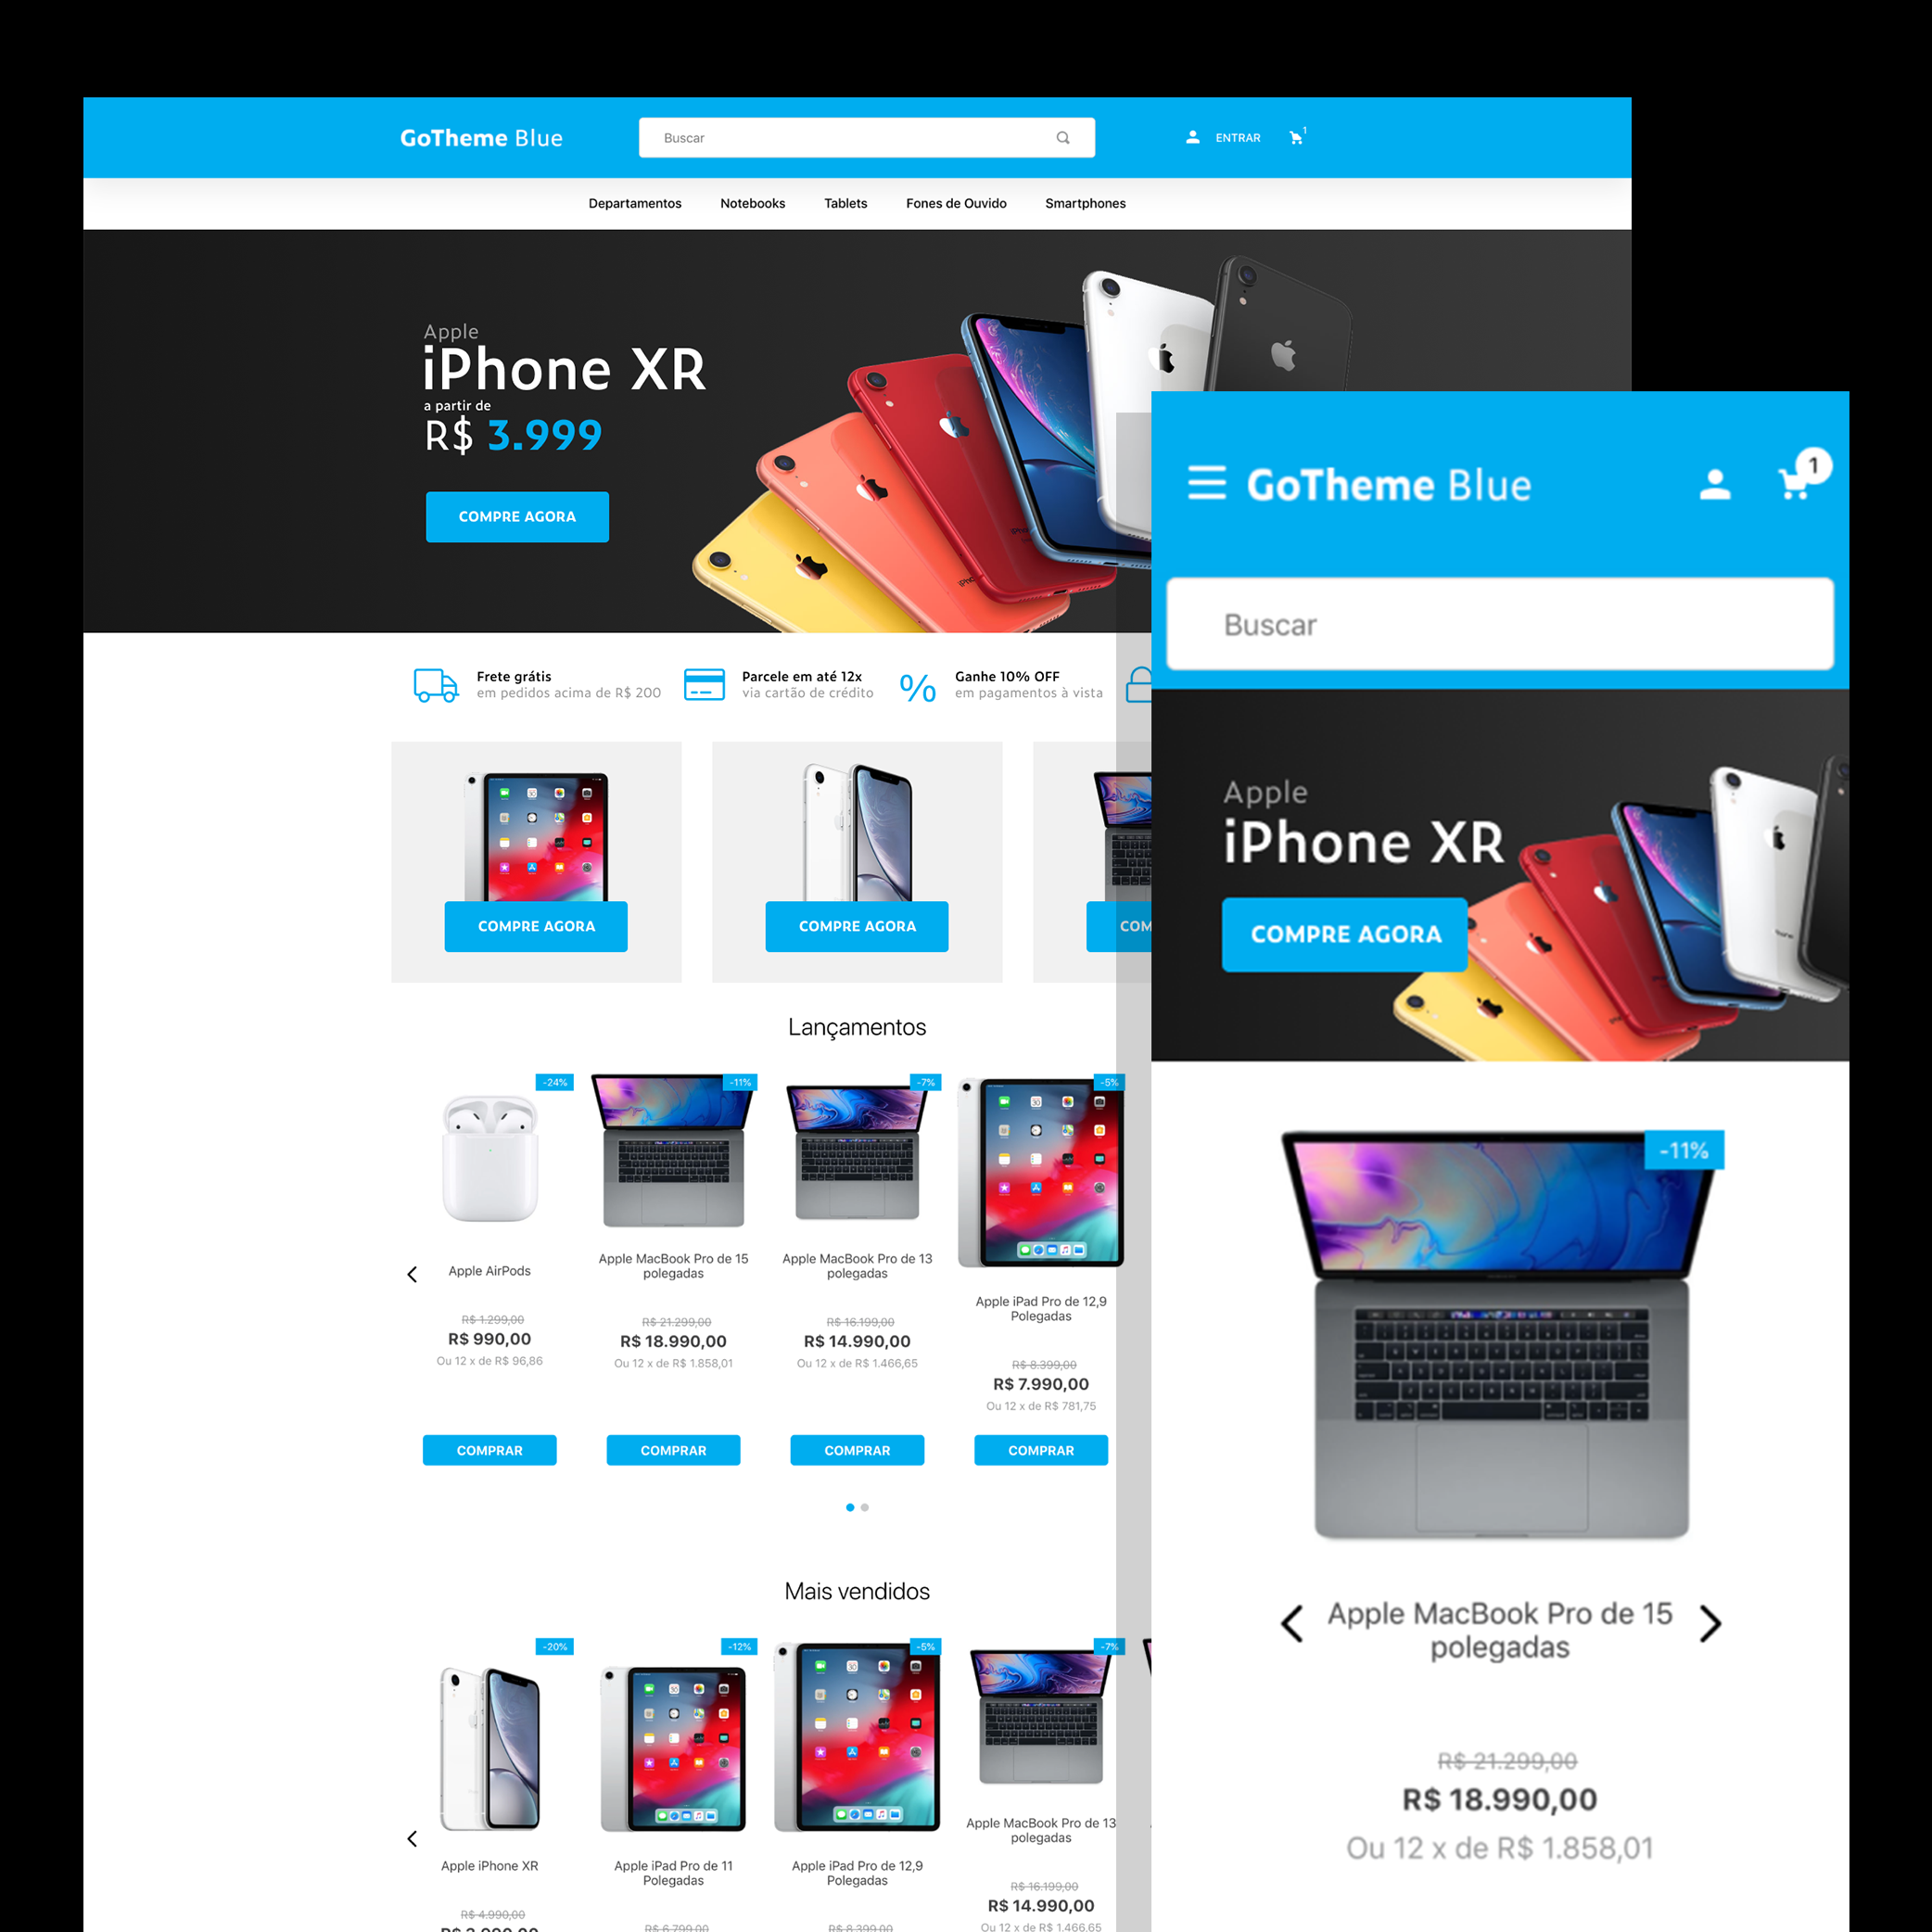 GoTheme Blue
Buscar
ENTRAR
1
Departamentos
Notebooks
Tablets
Fones de Ouvido
Smartphones
Apple
iPhone XR
a partir de
R$ 3.999
COMPRE AGORA
Frete grátis
em pedidos acima de R$ 200
Parcele em até 12x
via cartão de crédito
%
Ganhe 10% OFF
em pagamentos à vista
COMPRE AGORA
COMPRE AGORA
COM
Lançamentos
-24%
Apple AirPods
R$ 1.299,00
R$ 990,00
Ou 12 x de R$ 96,86
COMPRAR
-11%
Apple MacBook Pro de 15
polegadas
R$ 21.299,00
R$ 18.990,00
Ou 12 x de R$ 1.858,01
COMPRAR
-7%
Apple MacBook Pro de 13
polegadas
R$ 16.199,00
R$ 14.990,00
Ou 12 x de R$ 1.466,65
COMPRAR
-5%
Apple iPad Pro de 12,9
Polegadas
R$ 8.399,00
R$ 7.990,00
Ou 12 x de R$ 781,75
COMPRAR
Mais vendidos
-20%
Apple iPhone XR
R$ 4.990,00
-12%
Apple iPad Pro de 11
Polegadas
R$ 6.799,00
-5%
Apple iPad Pro de 12,9
Polegadas
R$ 8.399,00
-7%
Apple MacBook Pro de 13
polegadas
R$ 16.199,00
R$ 14.990,00
Ou 12 x de R$ 1.466,65
GoTheme Blue
1
Buscar
Apple
iPhone XR
COMPRE AGORA
-11%
Apple MacBook Pro de 15
polegadas
R$ 21.299,00
R$ 18.990,00
Ou 12 x de R$ 1.858,01